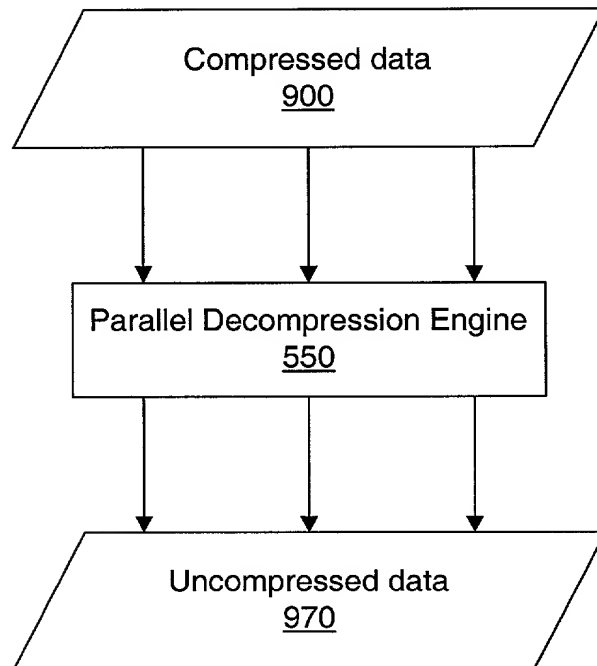 Compressed data
900
Parallel Decompression Engine
550
Uncompressed data
970